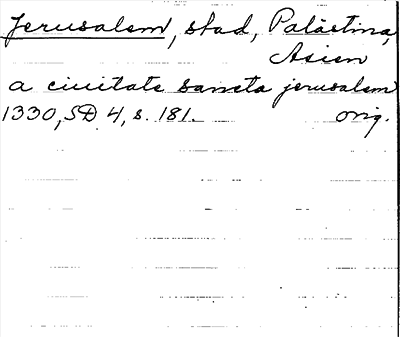 Jerusalem, stad, Palästina,
Asien
a ciuitate sancta jerusalem
1330, SD 4, s. 181. orig.